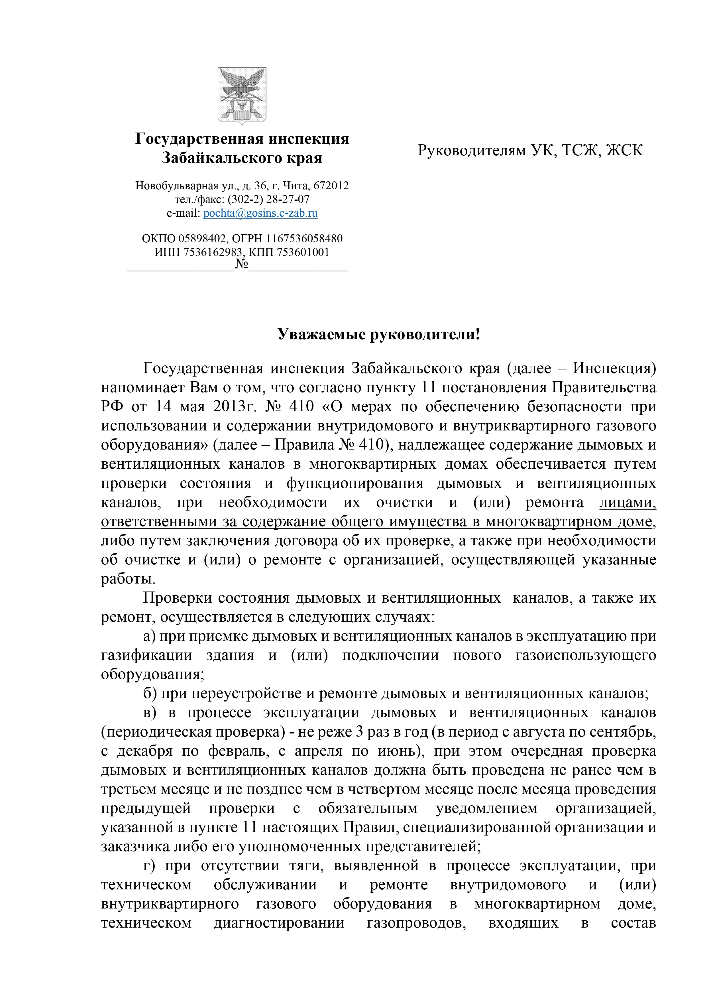 Государственная инспекция
Забайкальского края
Руководителям УК, ТСЖ, ЖСК
Новобульварная ул., д. 36, г. Чита, 672012
тел./факс: (302-2) 28-27-07
e-mail: pochta@gosins.e-zab.ru
ОКПО 05898402, ОГРН 1167536058480
ИНН 7536162983, КПП 753601001
_______________№______________
Уважаемые руководители!
Государственная инспекция Забайкальского края (далее – Инспекция)
напоминает Вам о том, что согласно пункту 11 постановления Правительства
РФ от 14 мая 2013г. № 410 «О мерах по обеспечению безопасности при
использовании и содержании внутридомового и внутриквартирного газового
оборудования» (далее – Правила № 410), надлежащее содержание дымовых и
вентиляционных каналов в многоквартирных домах обеспечивается путем
проверки состояния и функционирования дымовых и вентиляционных
каналов, при необходимости их очистки и (или) ремонта лицами,
ответственными за содержание общего имущества в многоквартирном доме,
либо путем заключения договора об их проверке, а также при необходимости
об очистке и (или) о ремонте с организацией, осуществляющей указанные
работы.
Проверки состояния дымовых и вентиляционных каналов, а также их
ремонт, осуществляется в следующих случаях:
а) при приемке дымовых и вентиляционных каналов в эксплуатацию при
газификации здания и (или) подключении нового газоиспользующего
оборудования;
б) при переустройстве и ремонте дымовых и вентиляционных каналов;
в) в процессе эксплуатации дымовых и вентиляционных каналов
(периодическая проверка) - не реже 3 раз в год (в период с августа по сентябрь,
с декабря по февраль, с апреля по июнь), при этом очередная проверка
дымовых и вентиляционных каналов должна быть проведена не ранее чем в
третьем месяце и не позднее чем в четвертом месяце после месяца проведения
предыдущей проверки с обязательным уведомлением организацией,
указанной в пункте 11 настоящих Правил, специализированной организации и
заказчика либо его уполномоченных представителей;
г) при отсутствии тяги, выявленной в процессе эксплуатации, при
техническом обслуживании и ремонте внутридомового и (или)
внутриквартирного газового оборудования в многоквартирном доме,
техническом диагностировании газопроводов, входящих в состав